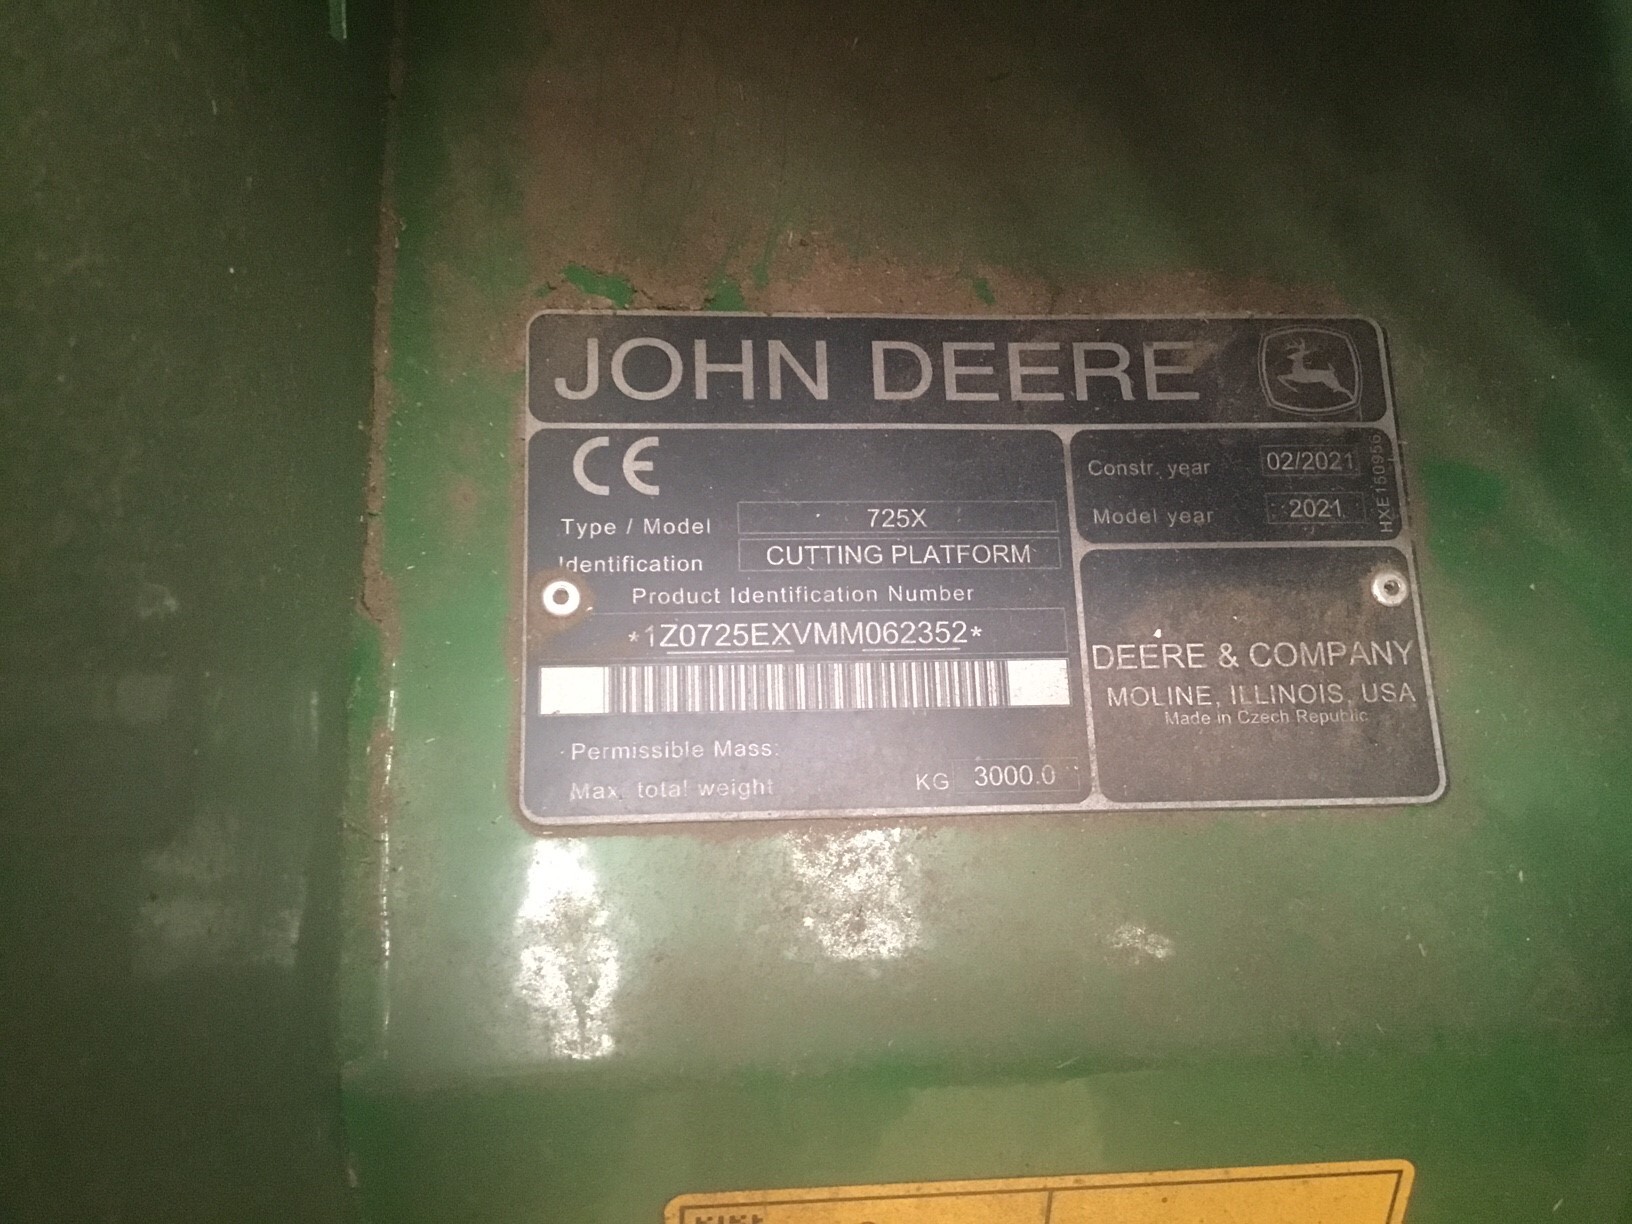 JOHN DEERE
CE
Type / Model 725X
Identification CUTTING PLATFORM
Product Identification Number
*1Z0725EXVMM062352*
Permissible Mass:
Max. total weight KG 3000.0
Constr. year 02/2021
Model year 2021
HXE150956
DEERE & COMPANY
MOLINE, ILLINOIS, USA
Made in Czech Republic